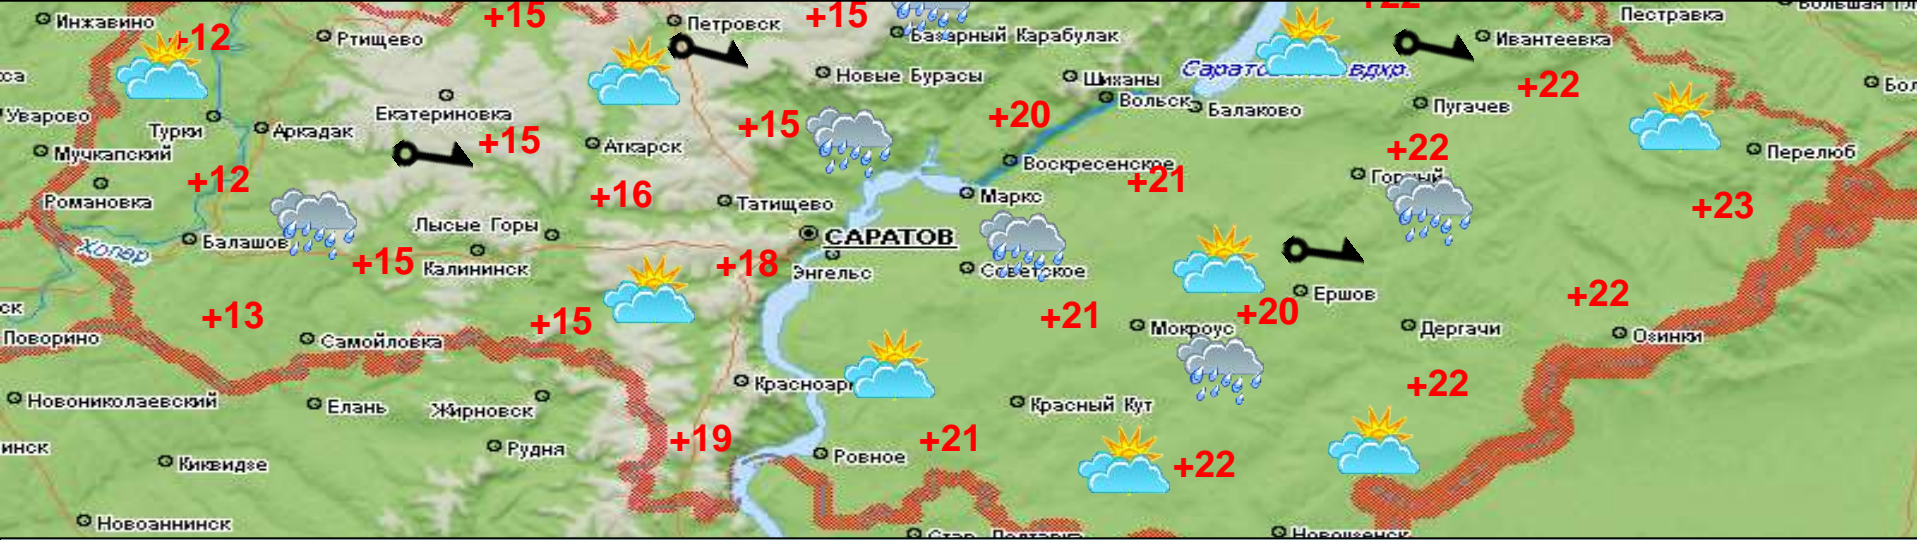 Инжавино
+12
Ртищево
+15
Петровск
+15
Базарный Карабулак
+22
Ивантеевка
Пестравка
Новые Бурасы
Шиханы
+22
Уварово
Екатериновка
Турки
Аркадак
+15
Аткарск
+15
+20
Вольск
Балаково
Пугачев
Мучкапский
+12
Романовка
+16
Воскресенское
+21
+22
Горный
Перелюб
Татищево
Маркс
+23
Хопер
Балашов
Лысые Горы
САРАТОВ
+15
Калининск
+18
Энгельс
Советское
+13
+15
+21
+20
Ершов
+22
Поворино
Самойловка
Мокроус
Дергачи
Озинки
Новониколаевский
Елань
Жирновск
Красный Кут
+22
Киквидзе
Рудня
+19
Ровное
+21
+22
Новоаннинск